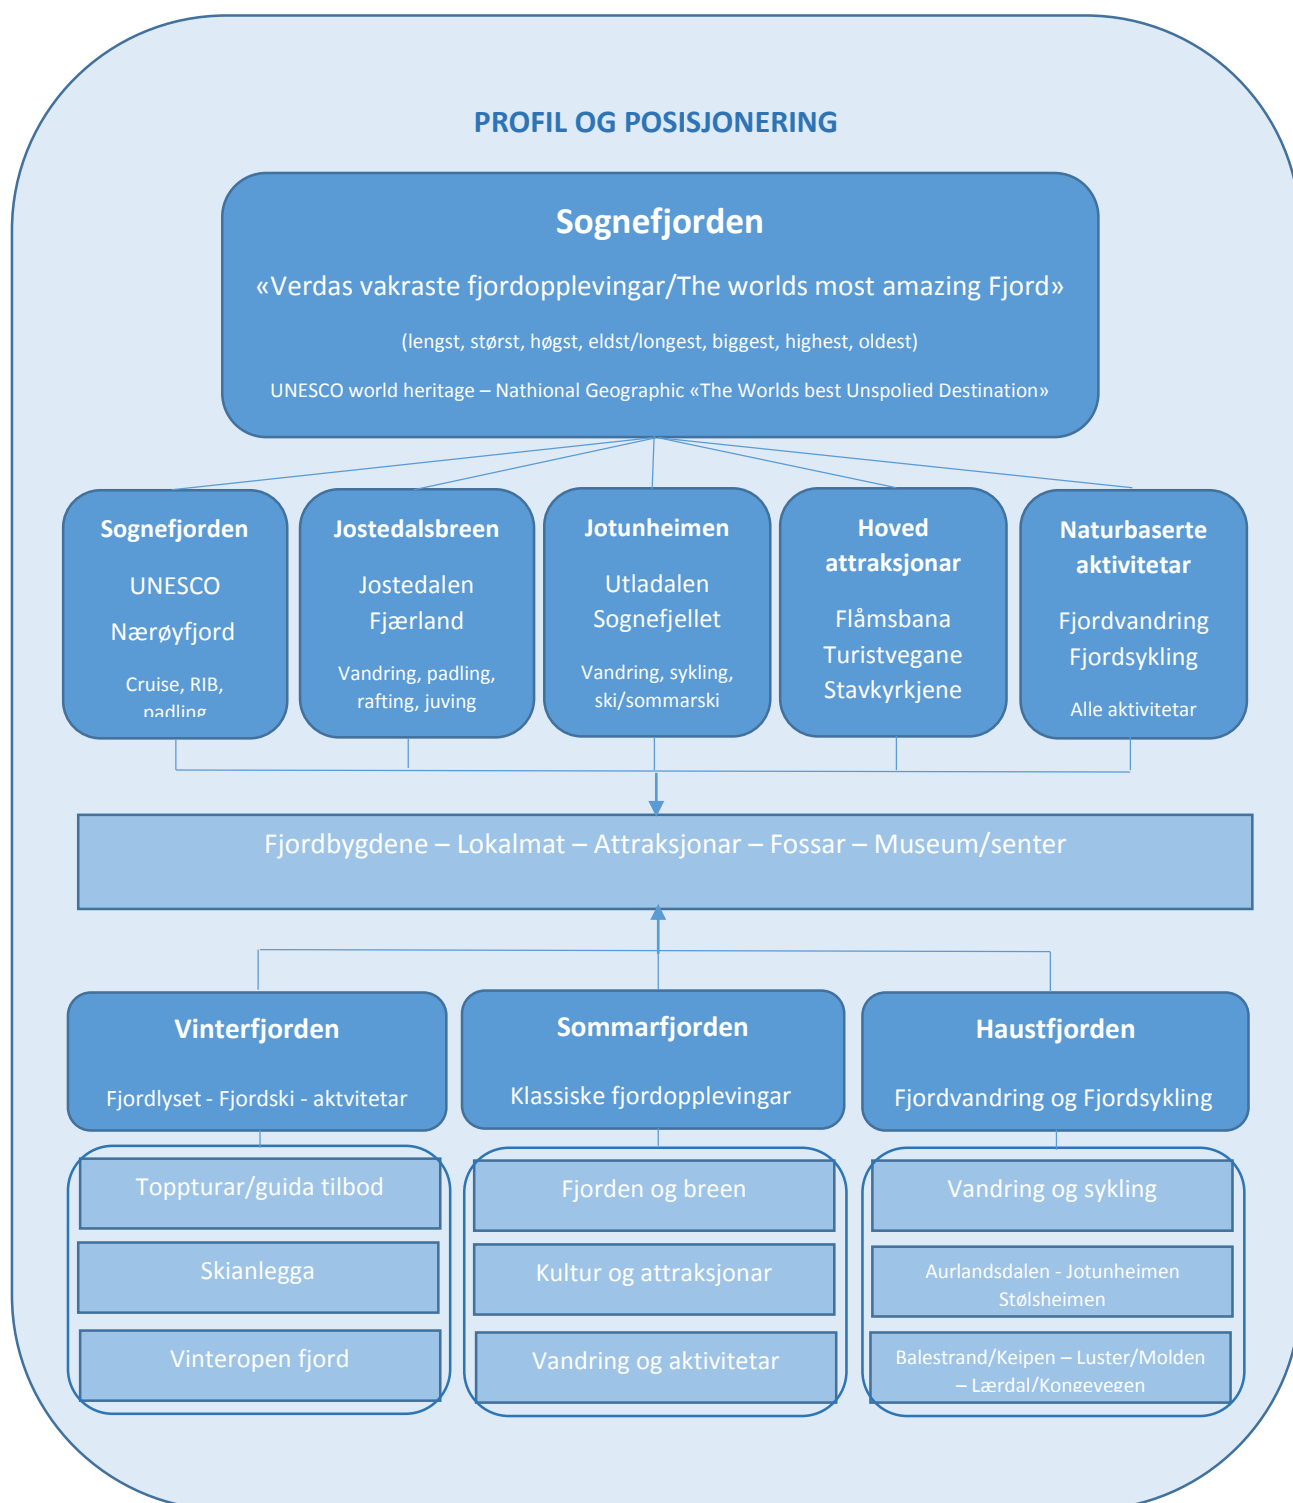 PROFIL OG POSISJONERING
Sognefjorden
«Verdas vakraste fjordopplevingar/The worlds most amazing Fjord»
(lengst, størst, høgst, eldst/longest, biggest, highest, oldest)
UNESCO world heritage – Nathional Geographic «The Worlds best Unspolied Destination»
Sognefjorden
UNESCO
Nærøyfjord
Cruise, RIB,
padling
Jostedalsbreen
Jostedalen
Fjærland
Vandring, padling,
rafting, juving
Jotunheimen
Utladalen
Sognefjellet
Vandring, sykling,
ski/sommarski
Hoved
attraksjonar
Flåmsbana
Turistvegane
Stavkyrkjene
Naturbaserte
aktivitetar
Fjordvandring
Fjordsykling
Alle aktivitetar
Fjordbygdene – Lokalmat – Attraksjonar – Fossar – Museum/senter
Vinterfjorden
Fjordlyset - Fjordski - aktvitetar
Toppturar/guida tilbod
Skianlegga
Vinteropen fjord
Sommarfjorden
Klassiske fjordopplevingar
Fjorden og breen
Kultur og attraksjonar
Vandring og aktivitetar
Haustfjorden
Fjordvandring og Fjordsykling
Vandring og sykling
Aurlandsdalen - Jotunheimen
Stølsheimen
Balestrand/Keipen – Luster/Molden
– Lærdal/Kongevegen